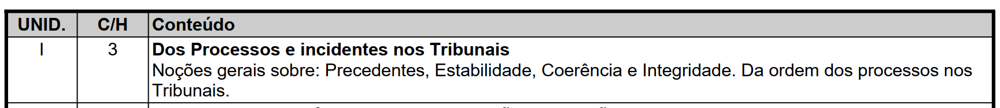 UNID. C/H Conteúdo
I 3 Dos Processos e incidentes nos Tribunais
Noções gerais sobre: Precedentes, Estabilidade, Coerência e Integridade. Da ordem dos processos nos
Tribunais.